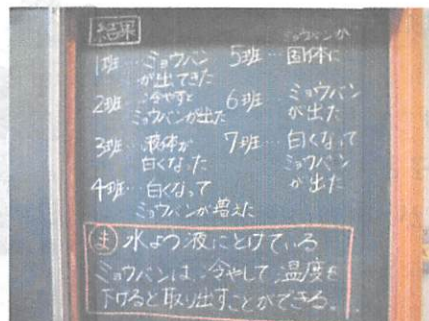 結果
1班…ミョウバン
が出てきた
2班…冷やすと
ミョウバンが出た
3班…液体が
白くなった
4班…白くなって
ミョウバンが増えた
ミョウバンが
5班…固体に
6班…ミョウバン
が出た
7班…白くなって
ミョウバン
が出た
ま 水よう液にとけている
ミョウバンは、冷やして温度を
下げると取り出すことができる。